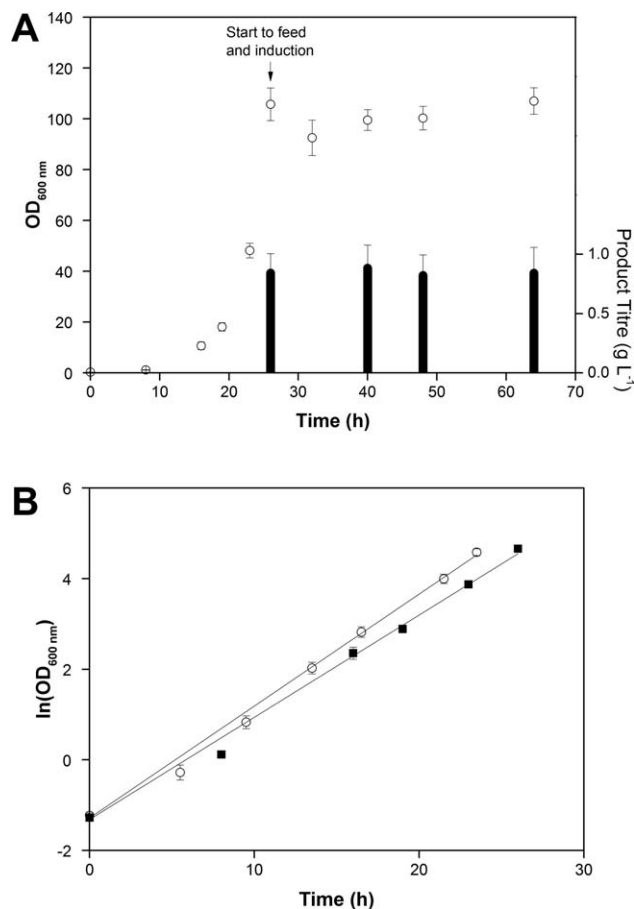 A
Start to feed
and induction
140
120
100
80
60
40
20
0
OD600 nm
1.0
0.5
0.0
Product Titre (g L-1)
0 10 20 30 40 50 60 70
Time (h)
B
6
4
2
0
-2
ln(OD600 nm)
0 10 20 30
Time (h)